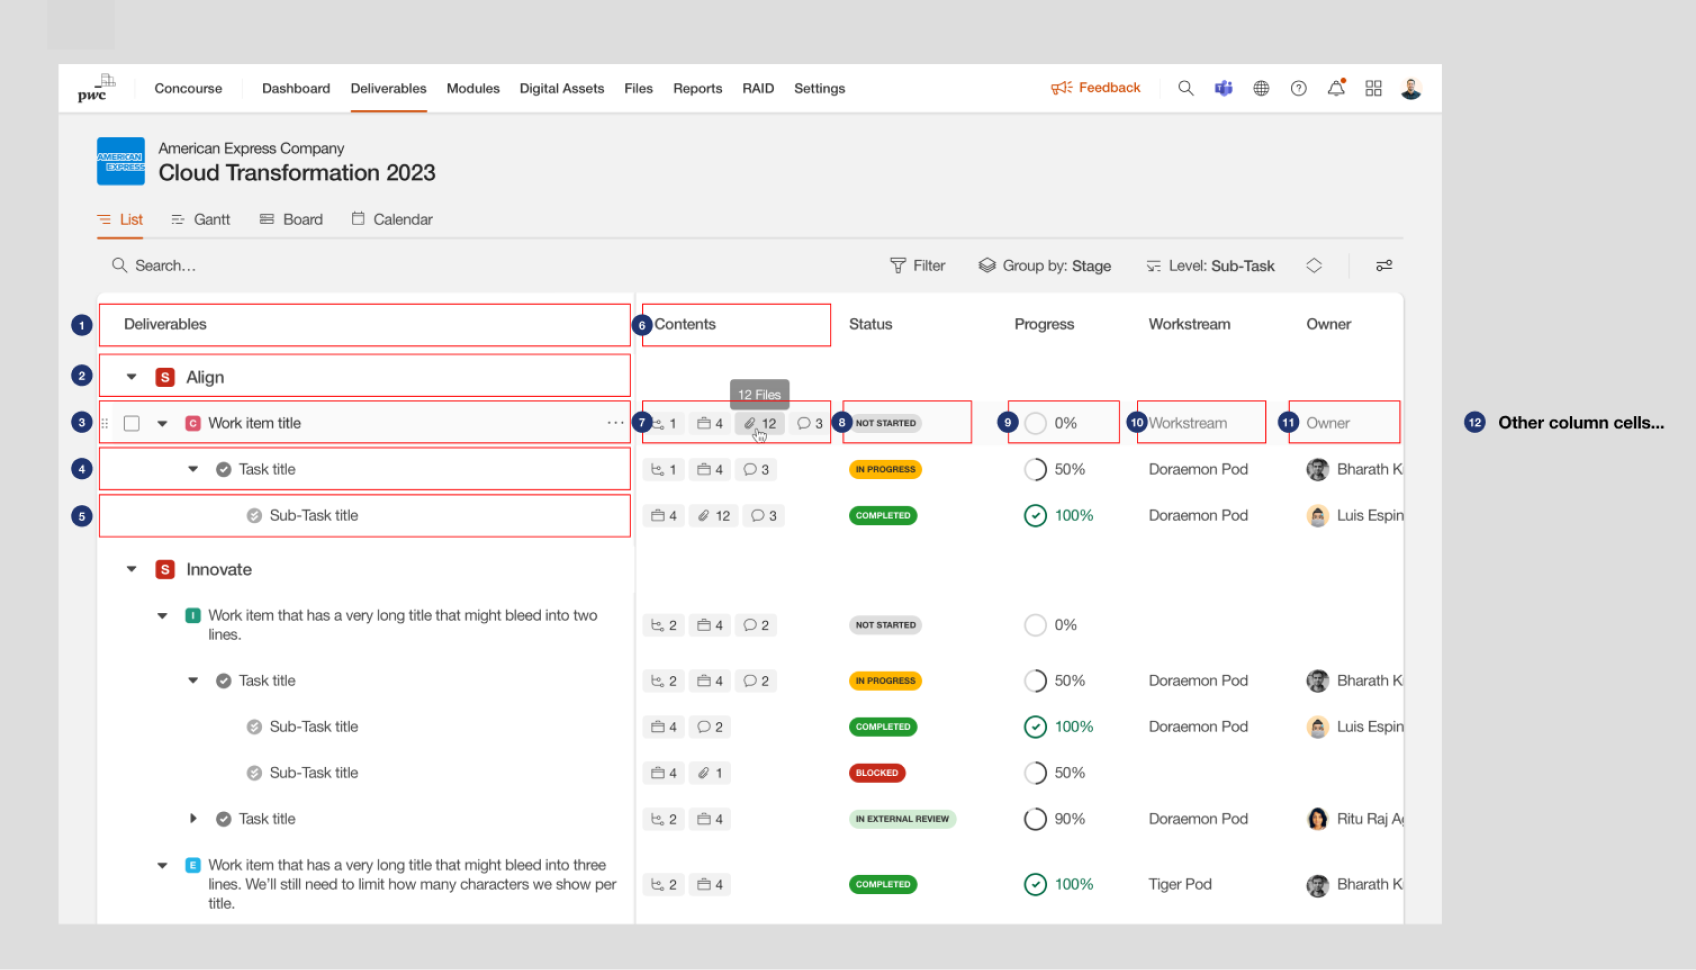 pwc Concourse Dashboard Deliverables Modules Digital Assets Files Reports RAID Settings Feedback
AMERICAN
EXPRESS
American Express Company
Cloud Transformation 2023
List Gantt Board Calendar
Search... Filter Group by: Stage Level: Sub-Task
1 Deliverables 6 Contents Status Progress Workstream Owner
2 S Align
12 Files
3 C Work item title ... 7 1 4 12 3 8 NOT STARTED 9 0% 10 Workstream 11 Owner 12 Other column cells...
4 Task title 1 4 3 IN PROGRESS 50% Doraemon Pod Bharath K
5 Sub-Task title 4 12 3 COMPLETED 100% Doraemon Pod Luis Espin
S Innovate
I Work item that has a very long title that might bleed into two
lines.
2 4 2 NOT STARTED 0%
Task title 2 4 2 IN PROGRESS 50% Doraemon Pod Bharath K
Sub-Task title 4 2 COMPLETED 100% Doraemon Pod Luis Espin
Sub-Task title 4 1 BLOCKED 50%
Task title 2 4 IN EXTERNAL REVIEW 90% Doraemon Pod Ritu Raj A
E Work item that has a very long title that might bleed into three
lines. We'll still need to limit how many characters we show per
title.
2 4 COMPLETED 100% Tiger Pod Bharath K